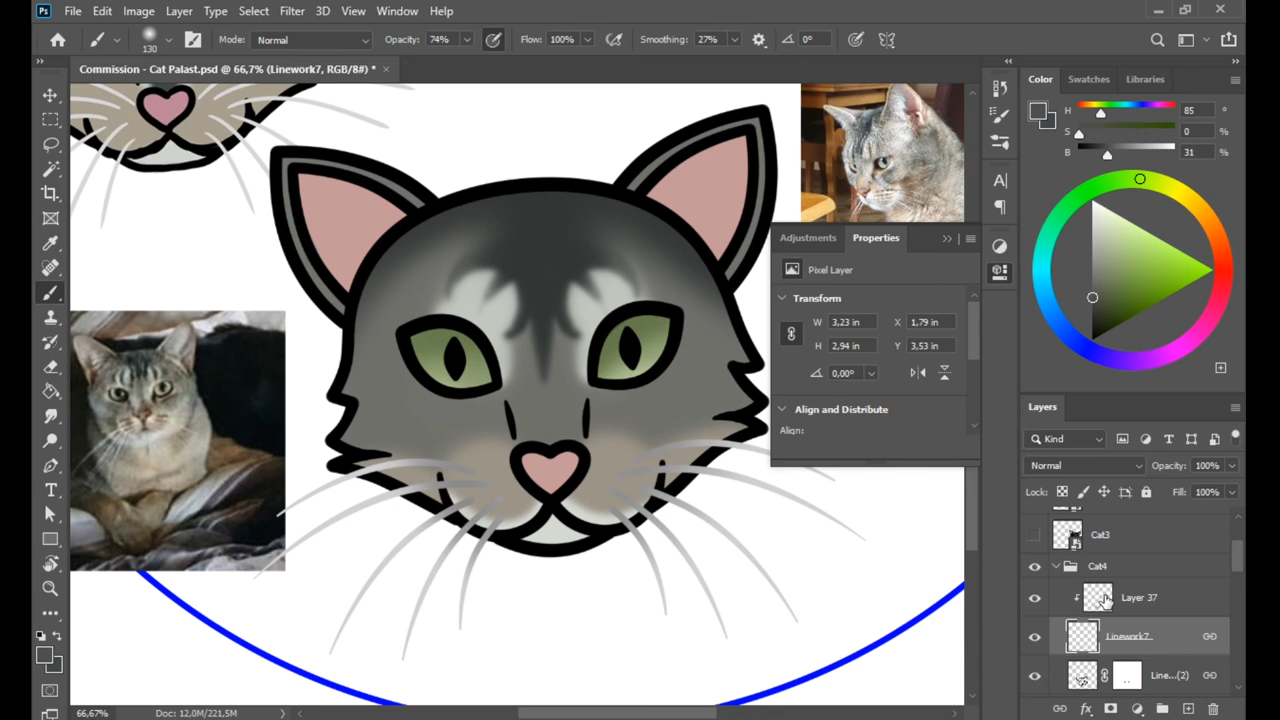 Ps File Edit Image Layer Type Select Filter 3D View Window Help
130 Mode: Normal Opacity: 74% Flow: 100% Smoothing: 27% 0°
Commission - Cat Palast.psd @ 66,7% (Linework7, RGB/8#) * ×
Color Swatches Libraries
H 85 °
S 0 %
B 31 %
Adjustments Properties
Pixel Layer
Transform
W 3,23 in X 1,79 in
H 2,94 in Y 3,53 in
0,00°
Align and Distribute
Align:
Layers
Kind
Normal Opacity: 100%
Lock: Fill: 100%
Cat3
Cat4
Layer 37
Linework7
Line...(2)
66,67% Doc: 12,0M/221,5M